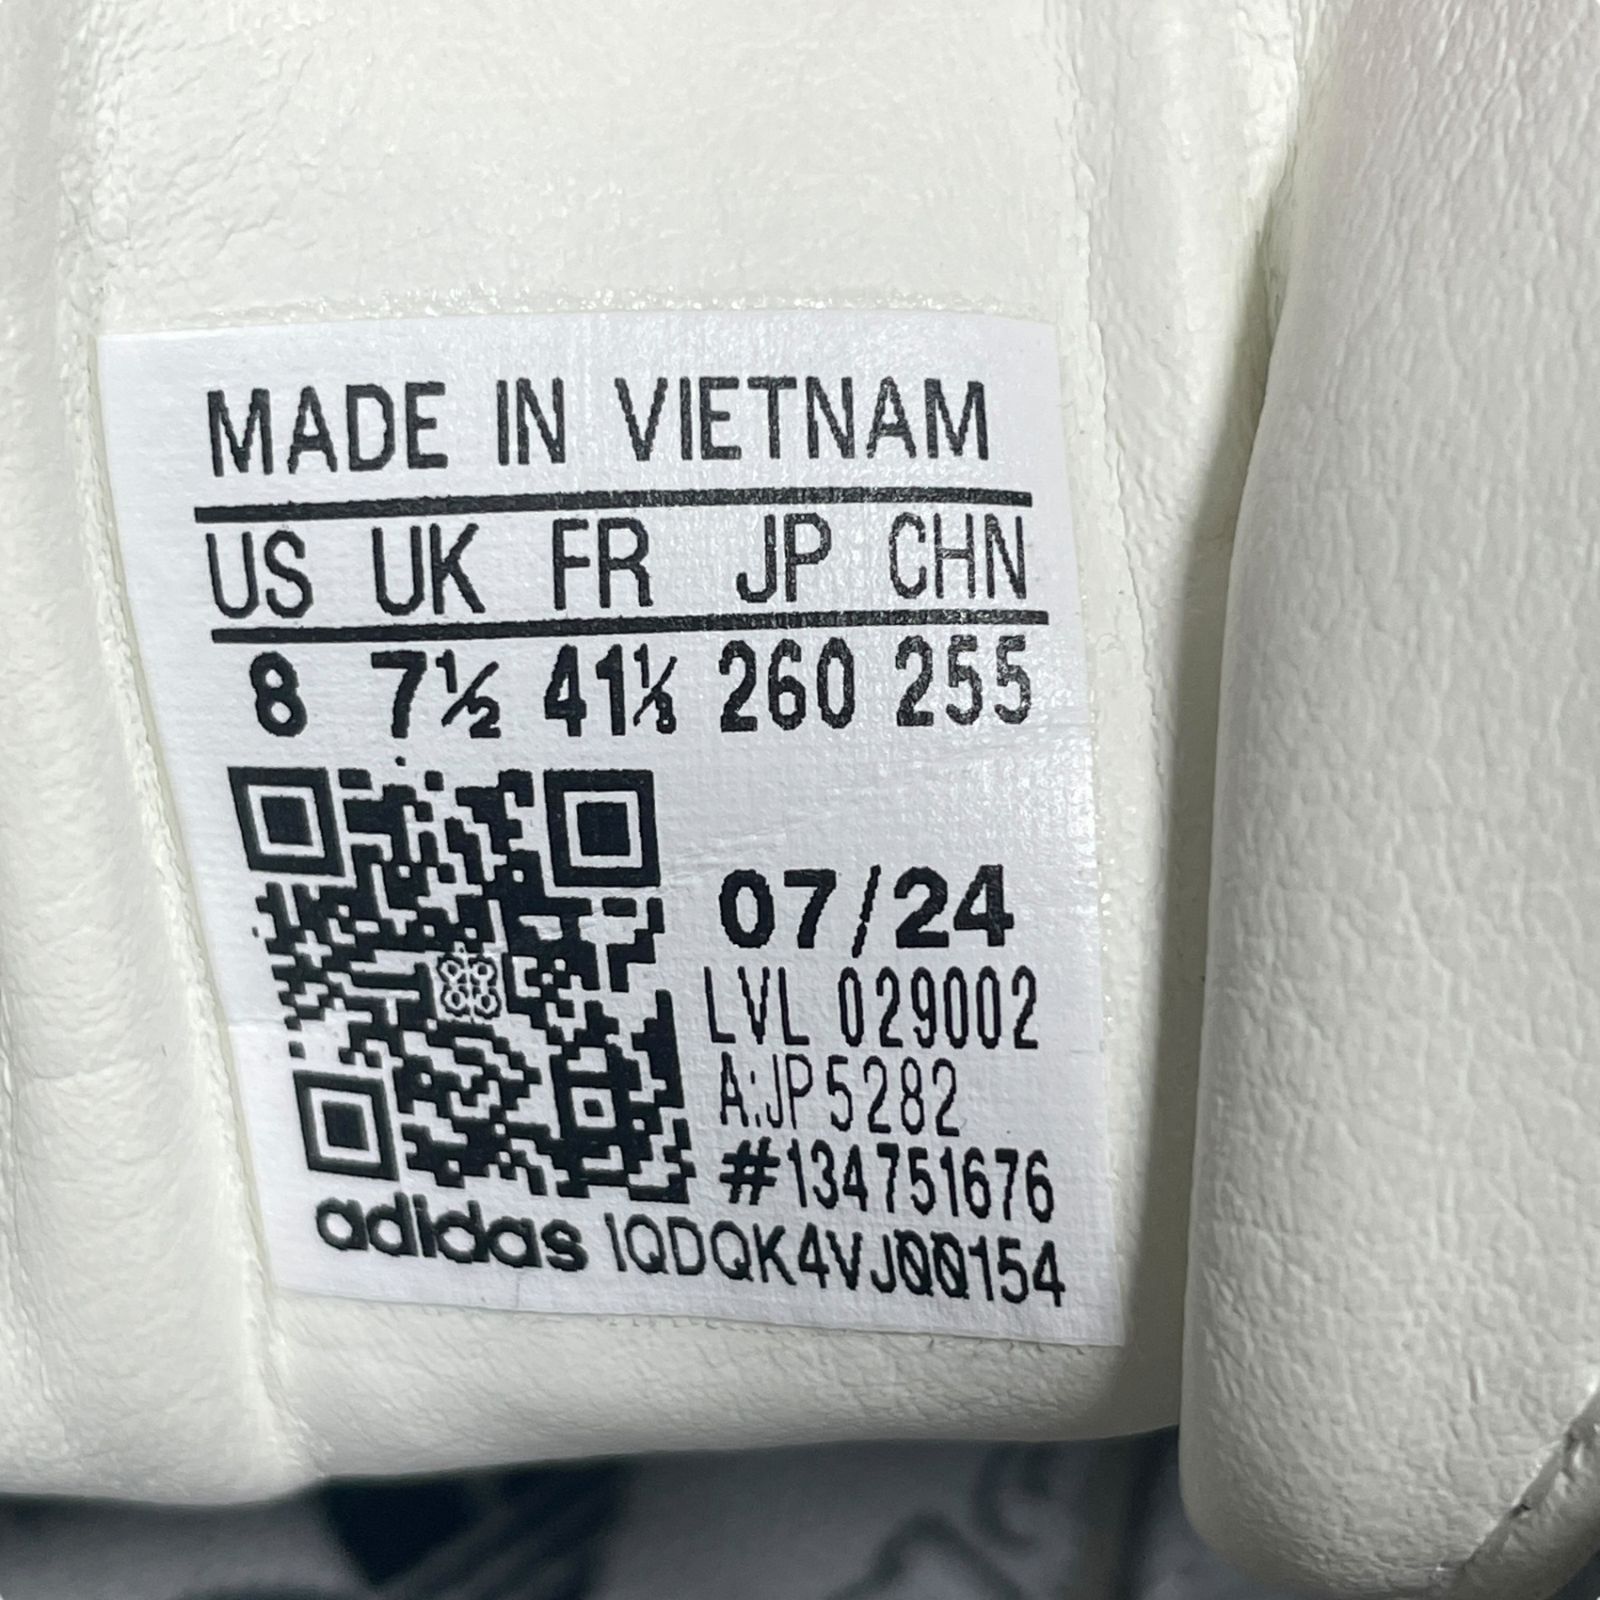 MADE IN VIETNAM
US UK FR JP CHN
8 7½ 41⅓ 260 255
07/24
LVL 029002
A:JP5282
#134751676
adidas 1QDQK4VJ00154